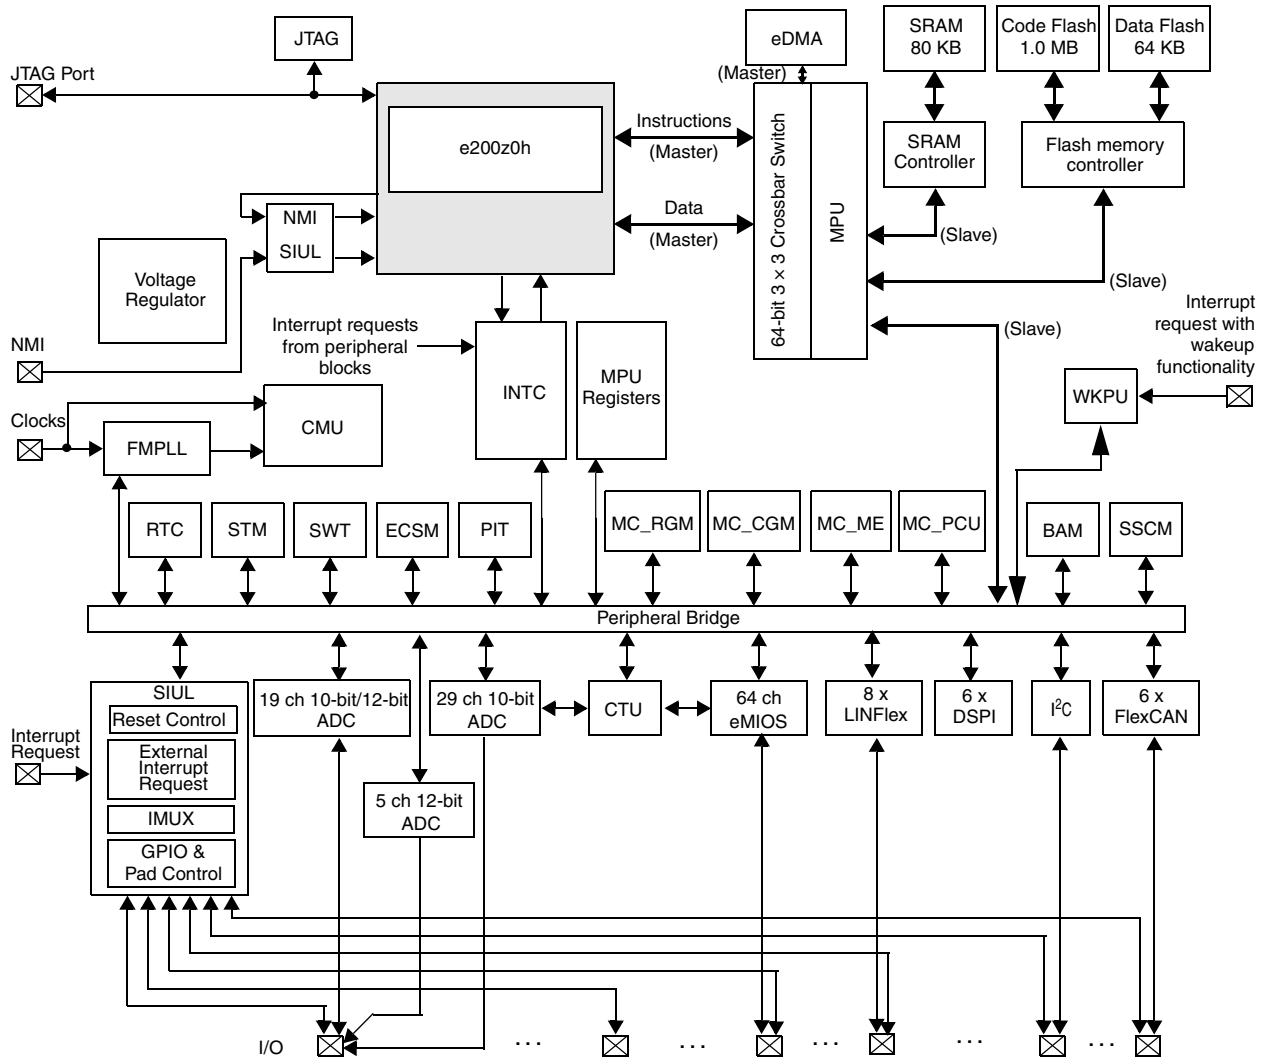 JTAG
eDMA
SRAM
80 KB
Code Flash
1.0 MB
Data Flash
64 KB
JTAG Port
(Master)
e200z0h
Instructions
(Master)
64-bit 3 × 3 Crossbar Switch
MPU
SRAM
Controller
Flash memory
controller
NMI
SIUL
Data
(Master)
(Slave)
Voltage
Regulator
(Slave)
Interrupt
request with
wakeup
functionality
NMI
Interrupt requests
from peripheral
blocks
(Slave)
INTC
MPU
Registers
WKPU
Clocks
CMU
FMPLL
RTC
STM
SWT
ECSM
PIT
MC_RGM
MC_CGM
MC_ME
MC_PCU
BAM
SSCM
Peripheral Bridge
SIUL
Reset Control
External
Interrupt
Request
IMUX
GPIO &
Pad Control
Interrupt
Request
19 ch 10-bit/12-bit
ADC
29 ch 10-bit
ADC
CTU
64 ch
eMIOS
8 x
LINFlex
6 x
DSPI
I²C
6 x
FlexCAN
5 ch 12-bit
ADC
I/O
. . .
. . .
. . .
. . .
. . .